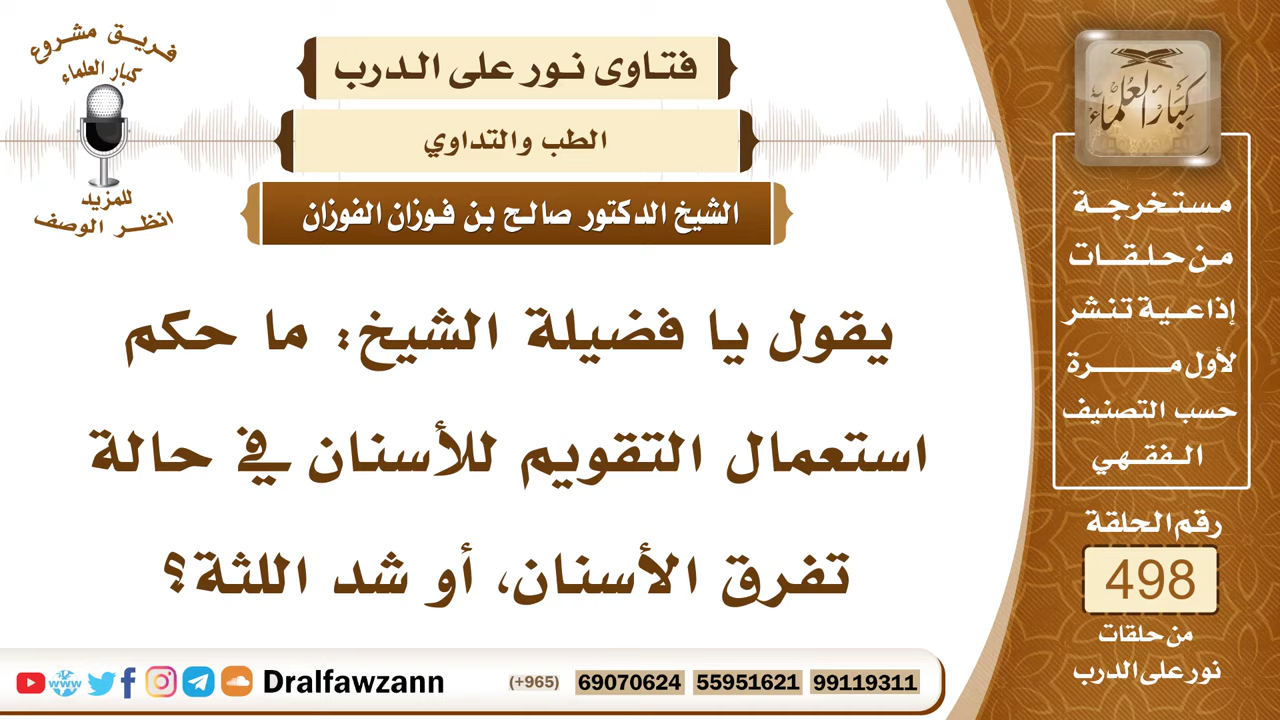 فريق مشروع
كبار العلماء
للمزيد
انظر الوصف
فتاوى نور على الدرب
الطب والتداوي
الشيخ الدكتور صالح بن فوزان الفوزان
يقول يا فضيلة الشيخ: ما حكم
استعمال التقويم للأسنان في حالة
تفرق الأسنان، أو شد اللثة؟
كبار العلماء
مستخرجة
من حلقات
إذاعية تنشر
لأول مرة
حسب التصنيف
الفقهي
رقم الحلقة
498
من حلقات
نور على الدرب
www Dralfawzann (+965) 69070624 55951621 99119311